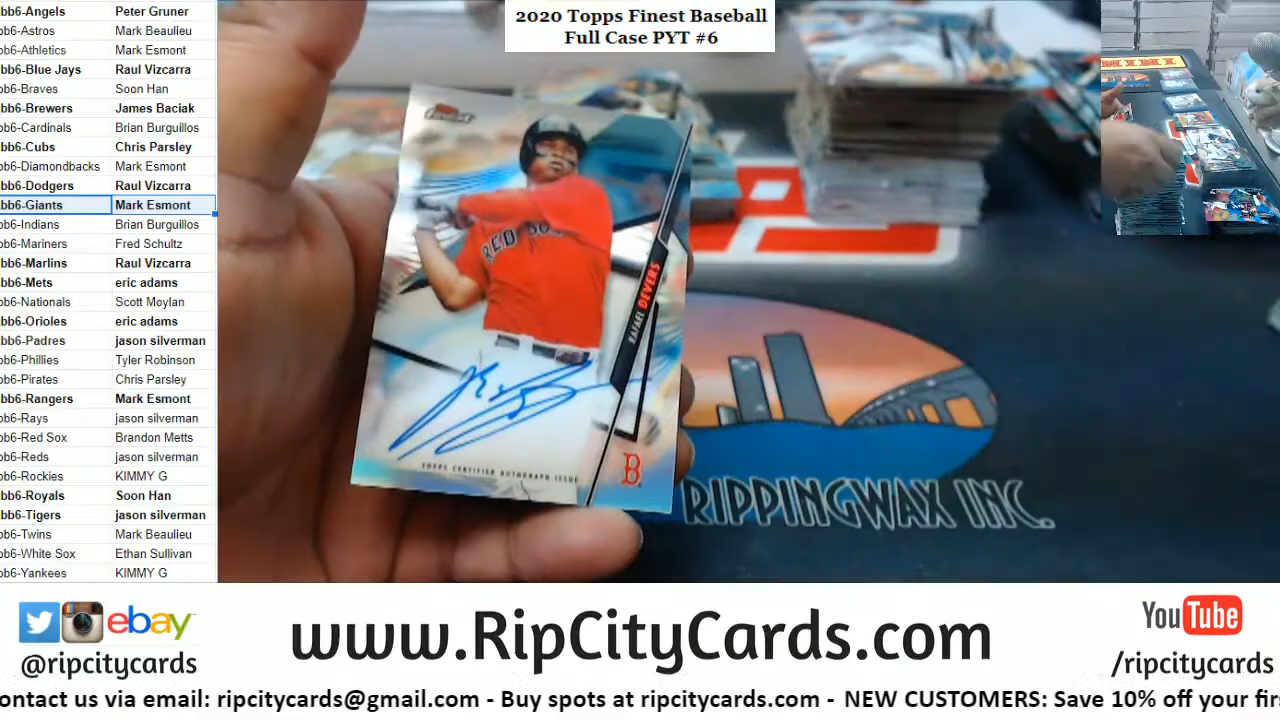 bb6-Angels Peter Gruner
bb6-Astros Mark Beaulieu
bb6-Athletics Mark Esmont
bb6-Blue Jays Raul Vizcarra
bb6-Braves Soon Han
bb6-Brewers James Baciak
bb6-Cardinals Brian Burguillos
bb6-Cubs Chris Parsley
bb6-Diamondbacks Mark Esmont
bb6-Dodgers Raul Vizcarra
bb6-Giants Mark Esmont
bb6-Indians Brian Burguillos
bb6-Mariners Fred Schultz
bb6-Marlins Raul Vizcarra
bb6-Mets eric adams
bb6-Nationals Scott Moylan
bb6-Orioles eric adams
bb6-Padres jason silverman
bb6-Phillies Tyler Robinson
bb6-Pirates Chris Parsley
bb6-Rangers Mark Esmont
bb6-Rays jason silverman
bb6-Red Sox Brandon Metts
bb6-Reds jason silverman
bb6-Rockies KIMMY G
bb6-Royals Soon Han
bb6-Tigers jason silverman
bb6-Twins Mark Beaulieu
bb6-White Sox Ethan Sullivan
bb6-Yankees KIMMY G
2020 Topps Finest Baseball
Full Case PYT #6
Finest
RED SO
RAFAEL DEVERS
TOPPS CERTIFIED AUTOGRAPH ISSUE
B
RIPPINGWAX INC.
ebay
@ripcitycards
www.RipCityCards.com
YouTube
/ripcitycards
ontact us via email: ripcitycards@gmail.com - Buy spots at ripcitycards.com - NEW CUSTOMERS: Save 10% off your fir